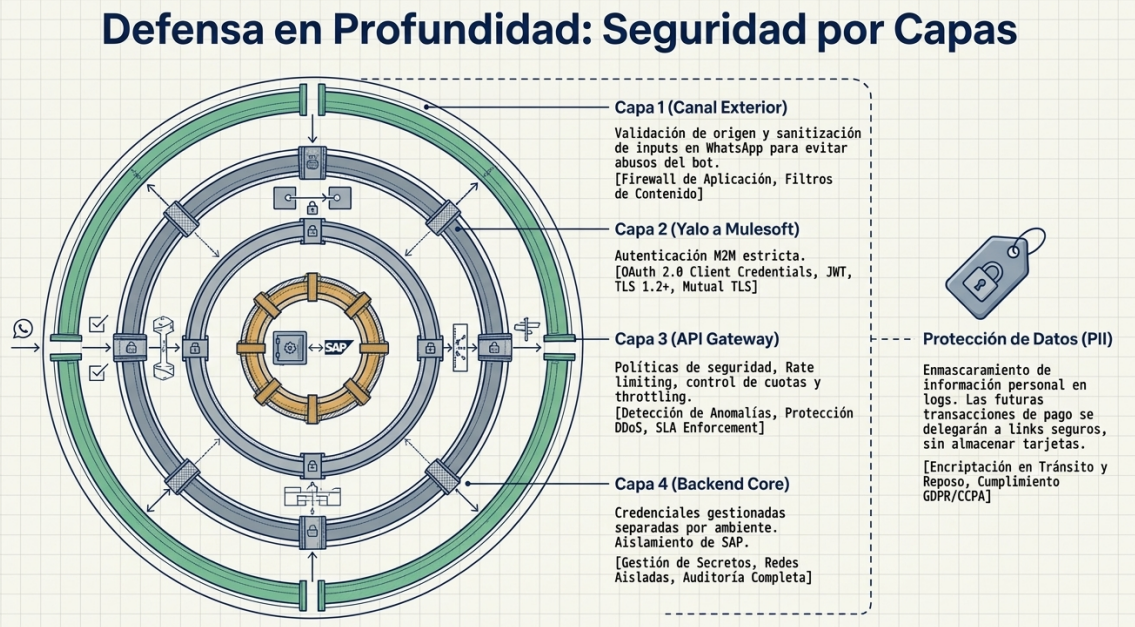 Defensa en Profundidad: Seguridad por Capas
Capa 1 (Canal Exterior)
Validación de origen y sanitización
de inputs en WhatsApp para evitar
abusos del bot.
[Firewall de Aplicación, Filtros
de Contenido]
Capa 2 (Yalo a Mulesoft)
Autenticación M2M estricta.
[OAuth 2.0 Client Credentials, JWT,
TLS 1.2+, Mutual TLS]
Capa 3 (API Gateway)
Políticas de seguridad, Rate
limiting, control de cuotas y
throttling.
[Detección de Anomalías, Protección
DDoS, SLA Enforcement]
Capa 4 (Backend Core)
Credenciales gestionadas
separadas por ambiente.
Aislamiento de SAP.
[Gestión de Secretos, Redes
Aisladas, Auditoría Completa]
SAP
Protección de Datos (PII)
Enmascaramiento de
información personal en
logs. Las futuras
transacciones de pago se
delegarán a links seguros,
sin almacenar tarjetas.
[Encriptación en Tránsito y
Reposo, Cumplimiento
GDPR/CCPA]